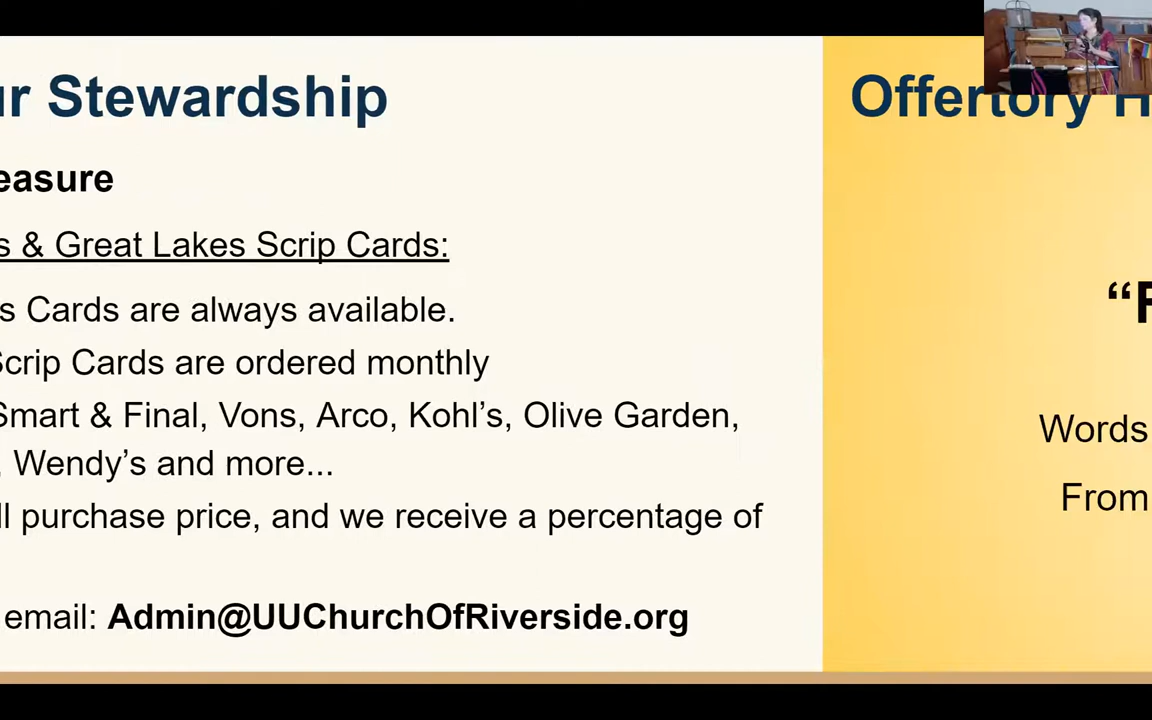 ur Stewardship
easure
s & Great Lakes Scrip Cards:
s Cards are always available.
Scrip Cards are ordered monthly
Smart & Final, Vons, Arco, Kohl’s, Olive Garden,
, Wendy’s and more...
ll purchase price, and we receive a percentage of
email: Admin@UUChurchOfRiverside.org
Offertory H
“F
Words
From